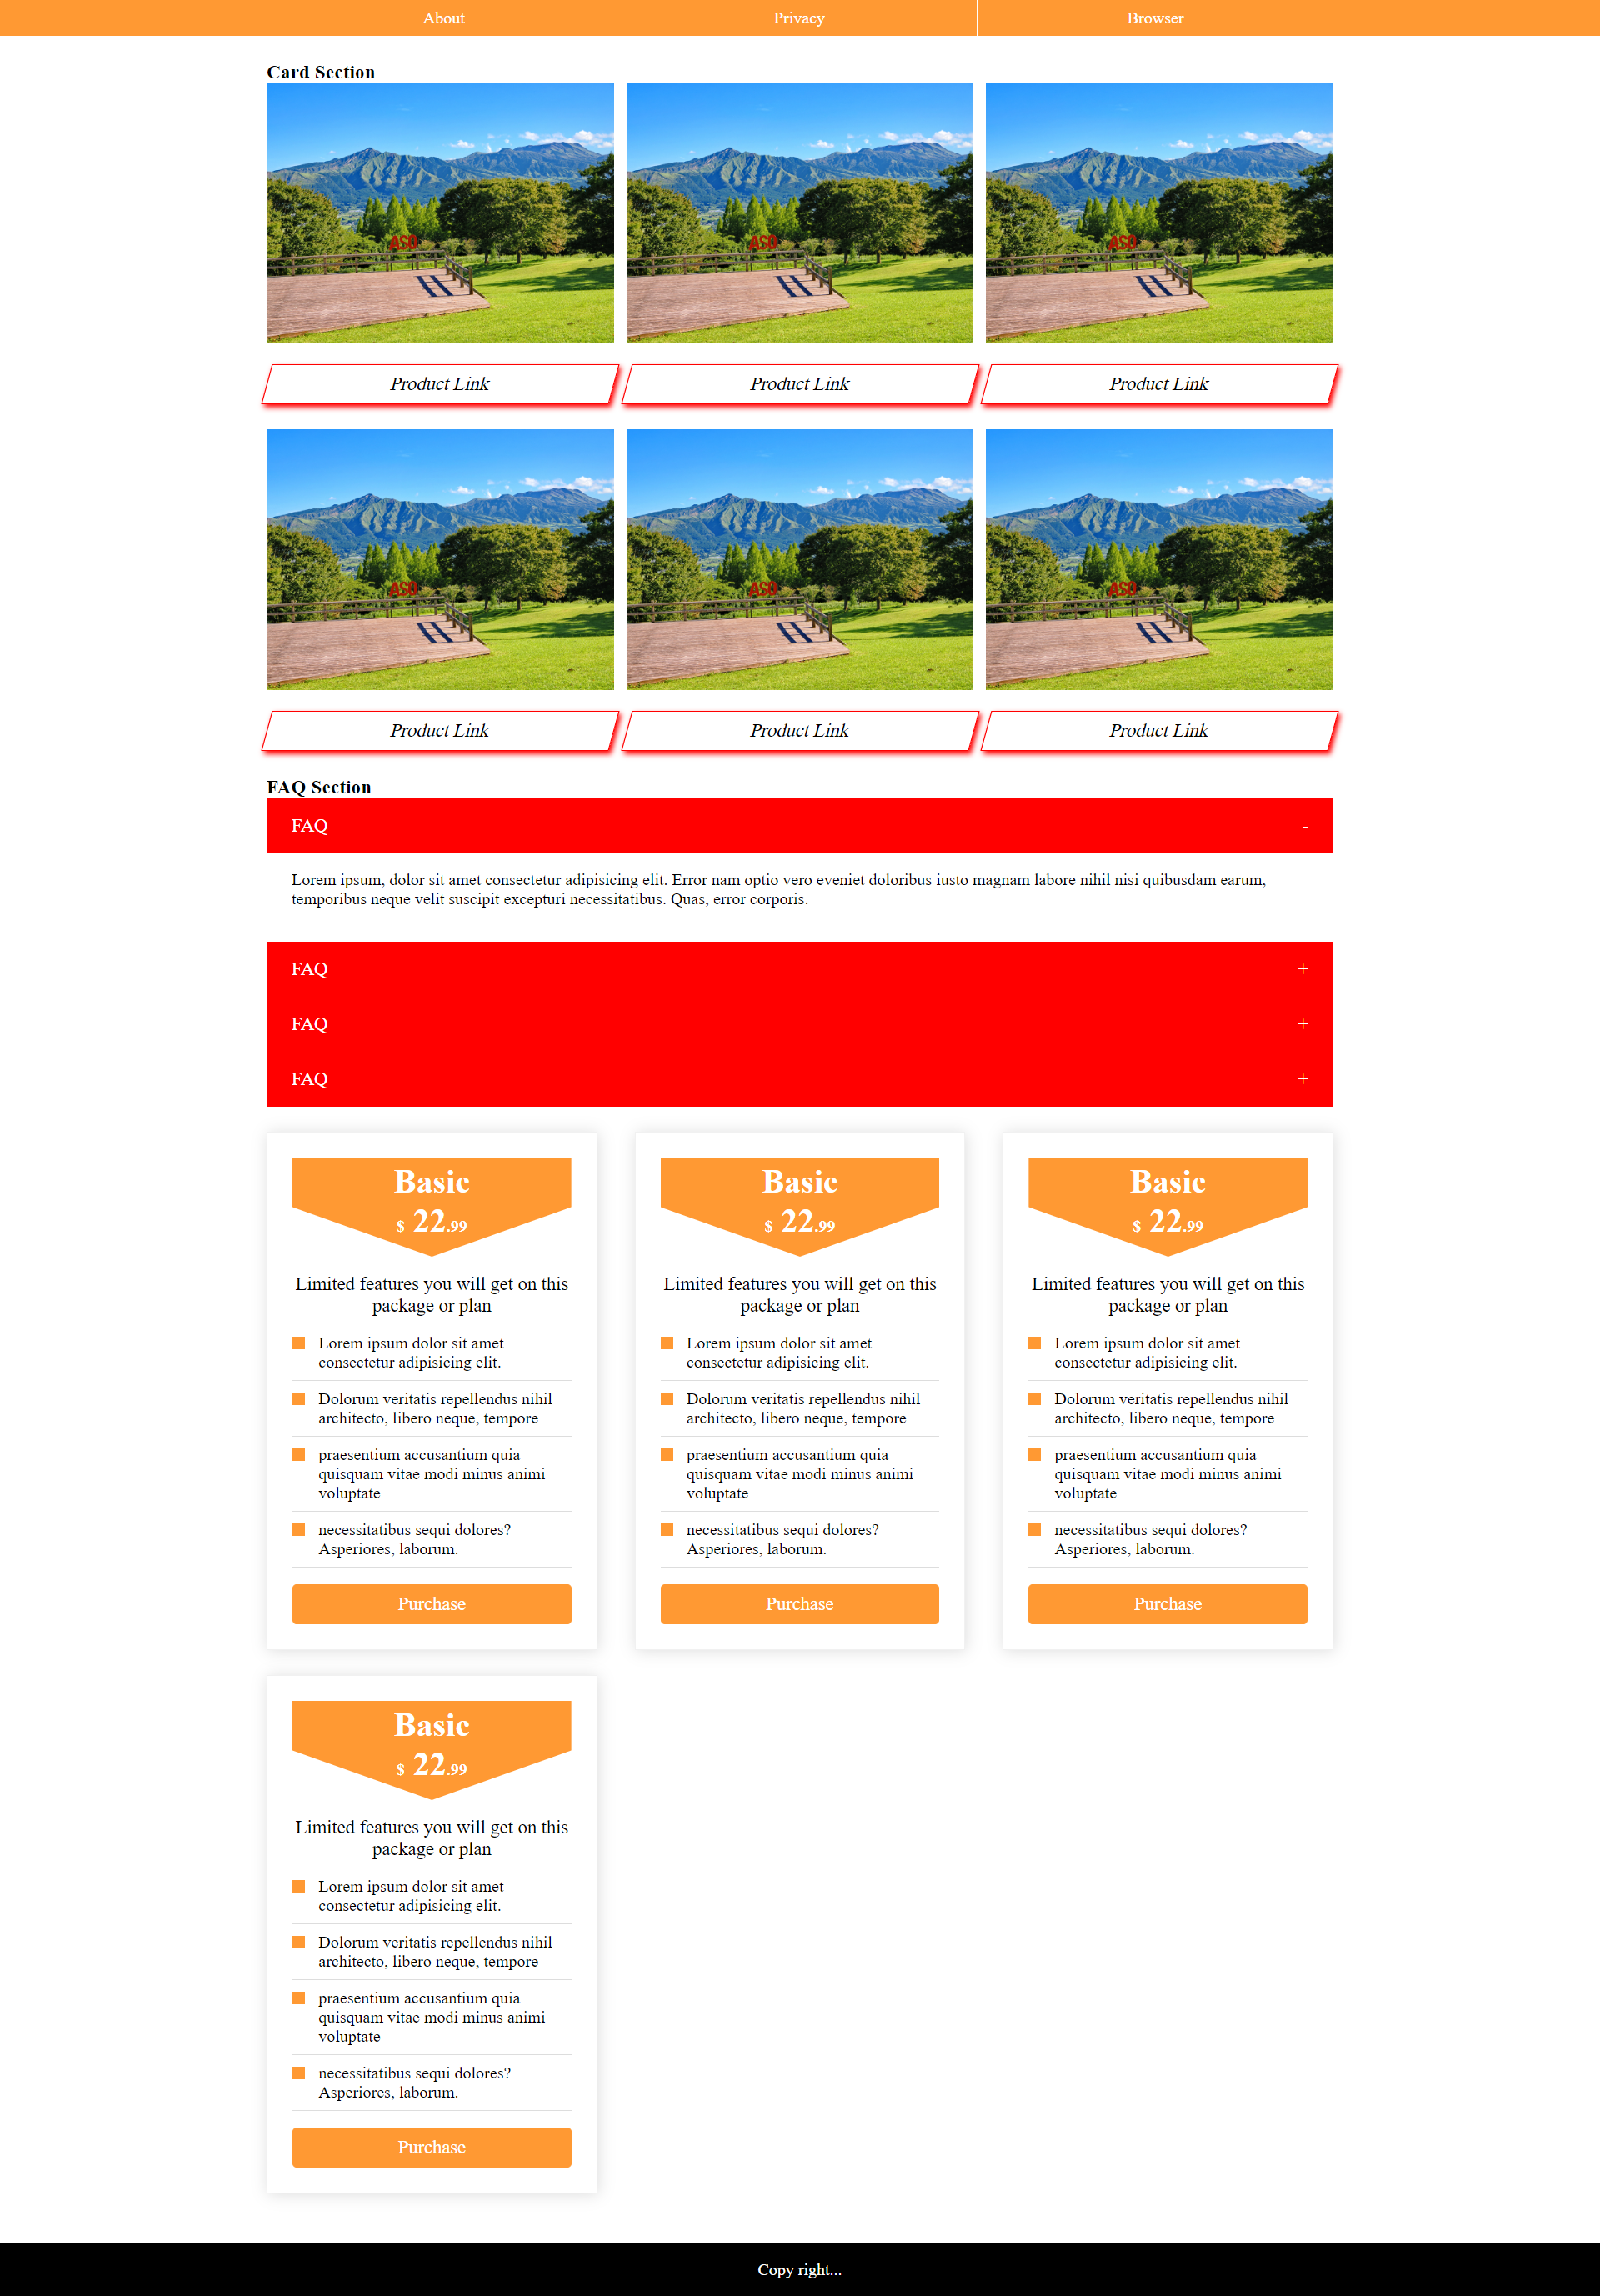 About Privacy Browser
Card Section
ASO ASO ASO
Product Link Product Link Product Link
ASO ASO ASO
Product Link Product Link Product Link
FAQ Section
FAQ -
Lorem ipsum, dolor sit amet consectetur adipisicing elit. Error nam optio vero eveniet doloribus iusto magnam labore nihil nisi quibusdam earum,
temporibus neque velit suscipit excepturi necessitatibus. Quas, error corporis.
FAQ +
FAQ +
FAQ +
Basic
$ 22.99
Limited features you will get on this
package or plan
Lorem ipsum dolor sit amet
consectetur adipisicing elit.
Dolorum veritatis repellendus nihil
architecto, libero neque, tempore
praesentium accusantium quia
quisquam vitae modi minus animi
voluptate
necessitatibus sequi dolores?
Asperiores, laborum.
Purchase
Basic
$ 22.99
Limited features you will get on this
package or plan
Lorem ipsum dolor sit amet
consectetur adipisicing elit.
Dolorum veritatis repellendus nihil
architecto, libero neque, tempore
praesentium accusantium quia
quisquam vitae modi minus animi
voluptate
necessitatibus sequi dolores?
Asperiores, laborum.
Purchase
Basic
$ 22.99
Limited features you will get on this
package or plan
Lorem ipsum dolor sit amet
consectetur adipisicing elit.
Dolorum veritatis repellendus nihil
architecto, libero neque, tempore
praesentium accusantium quia
quisquam vitae modi minus animi
voluptate
necessitatibus sequi dolores?
Asperiores, laborum.
Purchase
Basic
$ 22.99
Limited features you will get on this
package or plan
Lorem ipsum dolor sit amet
consectetur adipisicing elit.
Dolorum veritatis repellendus nihil
architecto, libero neque, tempore
praesentium accusantium quia
quisquam vitae modi minus animi
voluptate
necessitatibus sequi dolores?
Asperiores, laborum.
Purchase
Copy right...